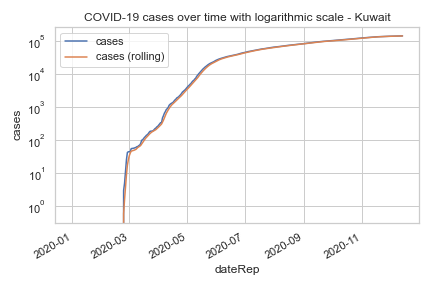 COVID-19 cases over time with logarithmic scale - Kuwait
cases
cases (rolling)
10^5
10^4
10^3
10^2
10^1
10^0
cases
2020-01
2020-03
2020-05
2020-07
2020-09
2020-11
dateRep